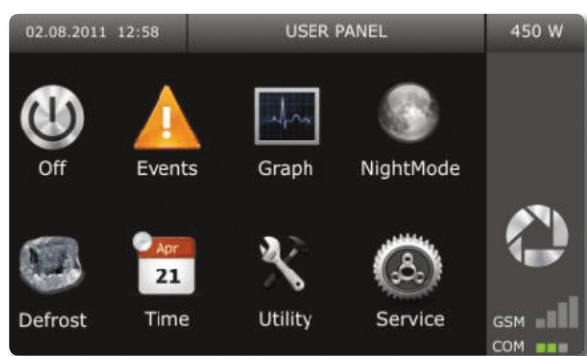 02.08.2011 12:58 USER PANEL 450 W
Off Events Graph NightMode
Apr
21
Defrost Time Utility Service
GSM
COM